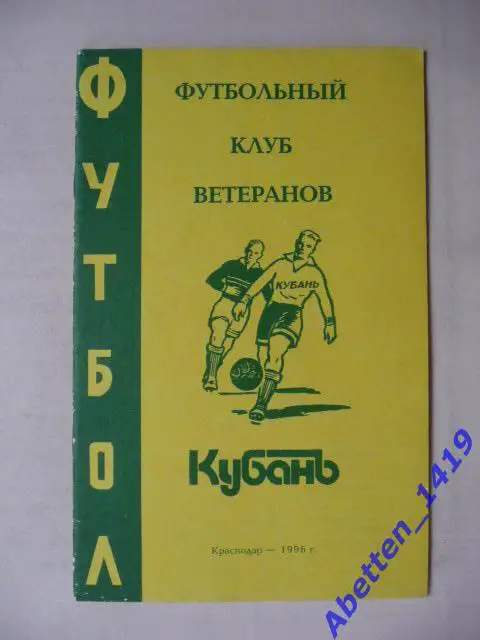 ФУТБОЛ
ФУТБОЛЬНЫЙ
КЛУБ
ВЕТЕРАНОВ
КУБАНЬ
Кубань
Краснодар — 1996 г.
Abetten_1419